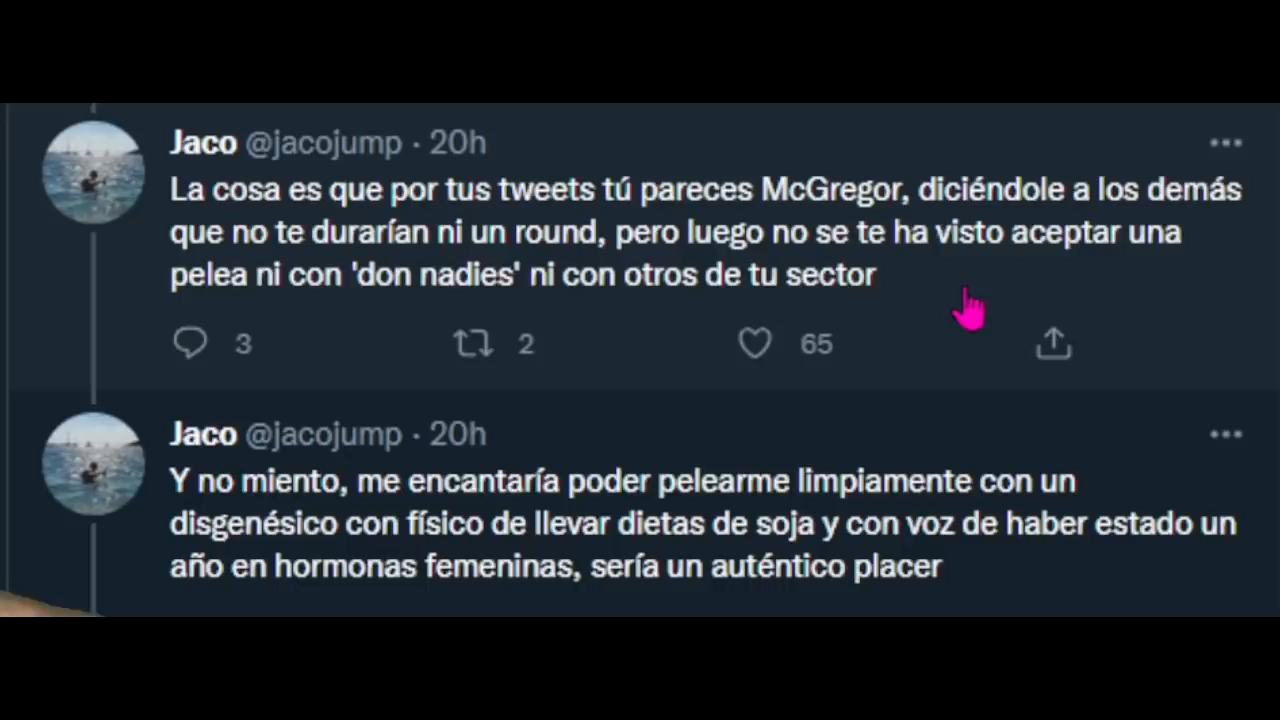 Jaco @jacojump · 20h
La cosa es que por tus tweets tú pareces McGregor, diciéndole a los demás
que no te durarían ni un round, pero luego no se te ha visto aceptar una
pelea ni con 'don nadies' ni con otros de tu sector
3 2 65
Jaco @jacojump · 20h
Y no miento, me encantaría poder pelearme limpiamente con un
disgenésico con físico de llevar dietas de soja y con voz de haber estado un
año en hormonas femeninas, sería un auténtico placer